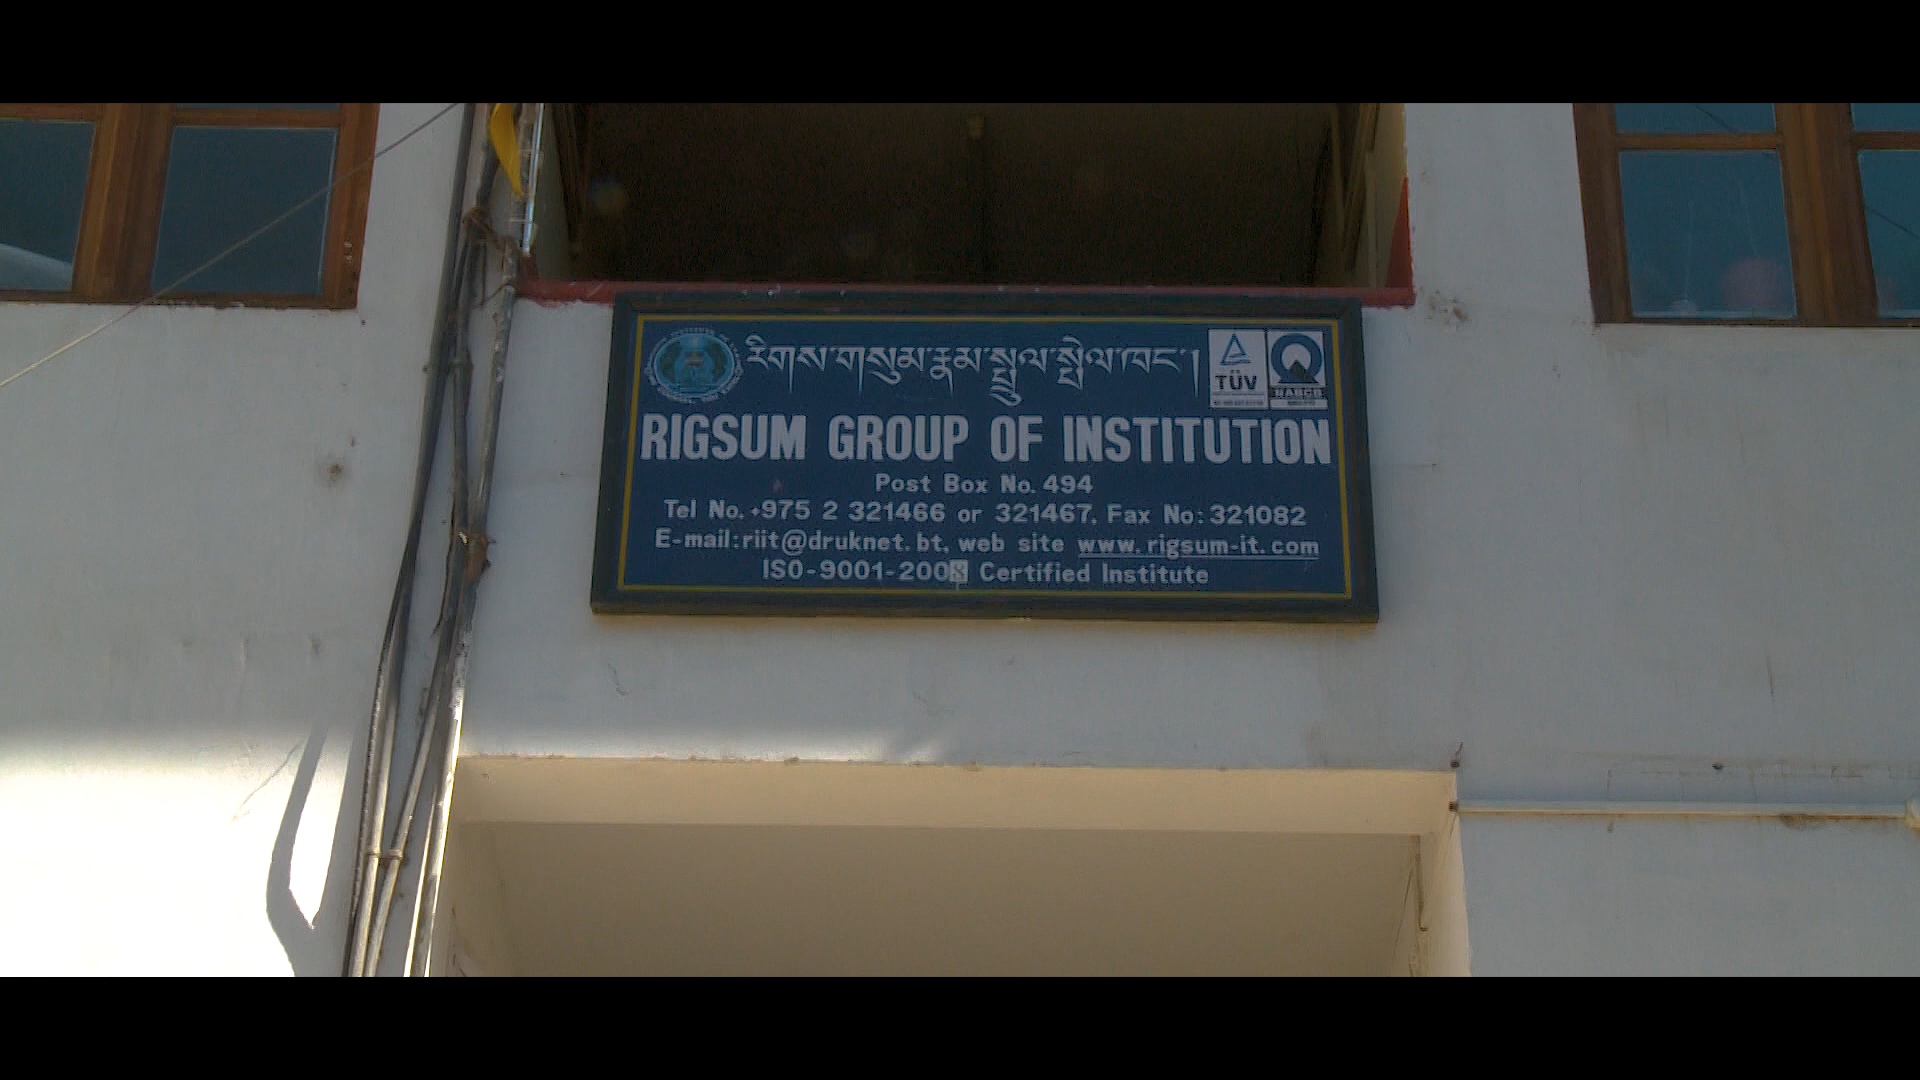 རིགས་གསུམ་རྣམ་སྤྲུལ་སྤེལ་ཁང་།
TÜV
NABCB
RIGSUM GROUP OF INSTITUTION
Post Box No. 494
Tel No. +975 2 321466 or 321467, Fax No: 321082
E-mail:riit@druknet.bt, web site www.rigsum-it.com
ISO-9001-2008 Certified Institute